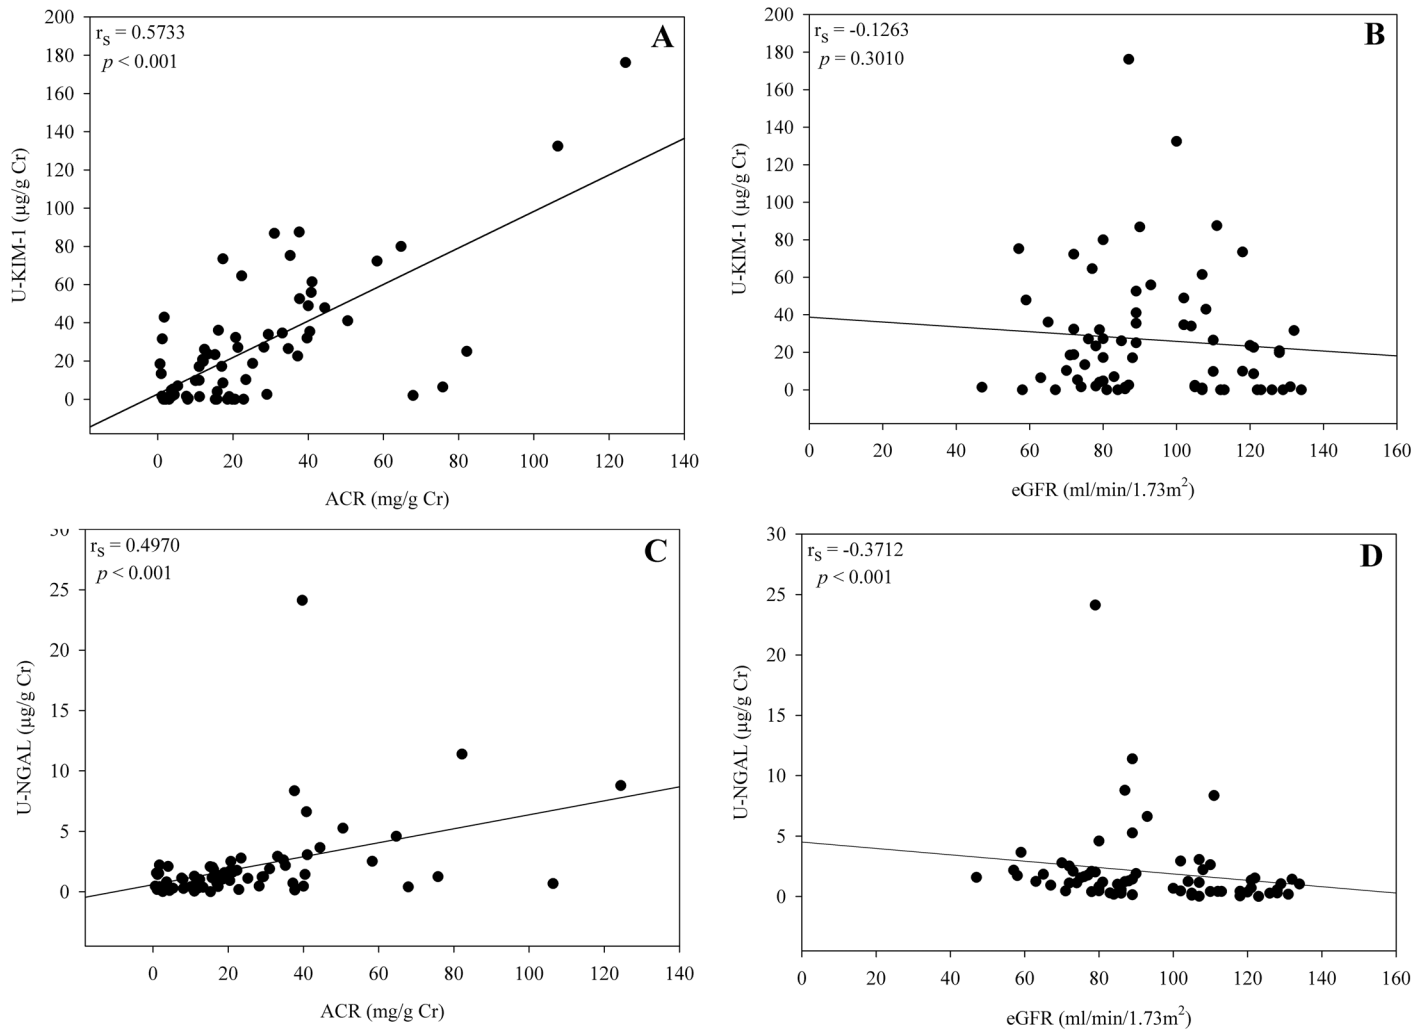 A
r_S = 0.5733
p < 0.001
200
180
160
140
120
100
80
60
40
20
0
U-KIM-1 (µg/g Cr)
0 20 40 60 80 100 120 140
ACR (mg/g Cr)
B
r_S = -0.1263
p = 0.3010
200
180
160
140
120
100
80
60
40
20
0
U-KIM-1 (µg/g Cr)
0 20 40 60 80 100 120 140 160
eGFR (ml/min/1.73m²)
C
r_S = 0.4970
p < 0.001
30
25
20
15
10
5
0
U-NGAL (µg/g Cr)
0 20 40 60 80 100 120 140
ACR (mg/g Cr)
D
r_S = -0.3712
p < 0.001
30
25
20
15
10
5
0
U-NGAL (µg/g Cr)
0 20 40 60 80 100 120 140 160
eGFR (ml/min/1.73m²)